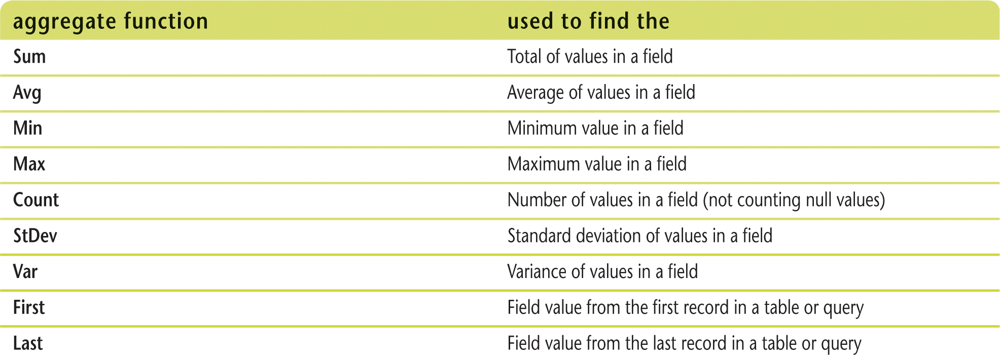 aggregate function used to find the
Sum Total of values in a field
Avg Average of values in a field
Min Minimum value in a field
Max Maximum value in a field
Count Number of values in a field (not counting null values)
StDev Standard deviation of values in a field
Var Variance of values in a field
First Field value from the first record in a table or query
Last Field value from the last record in a table or query